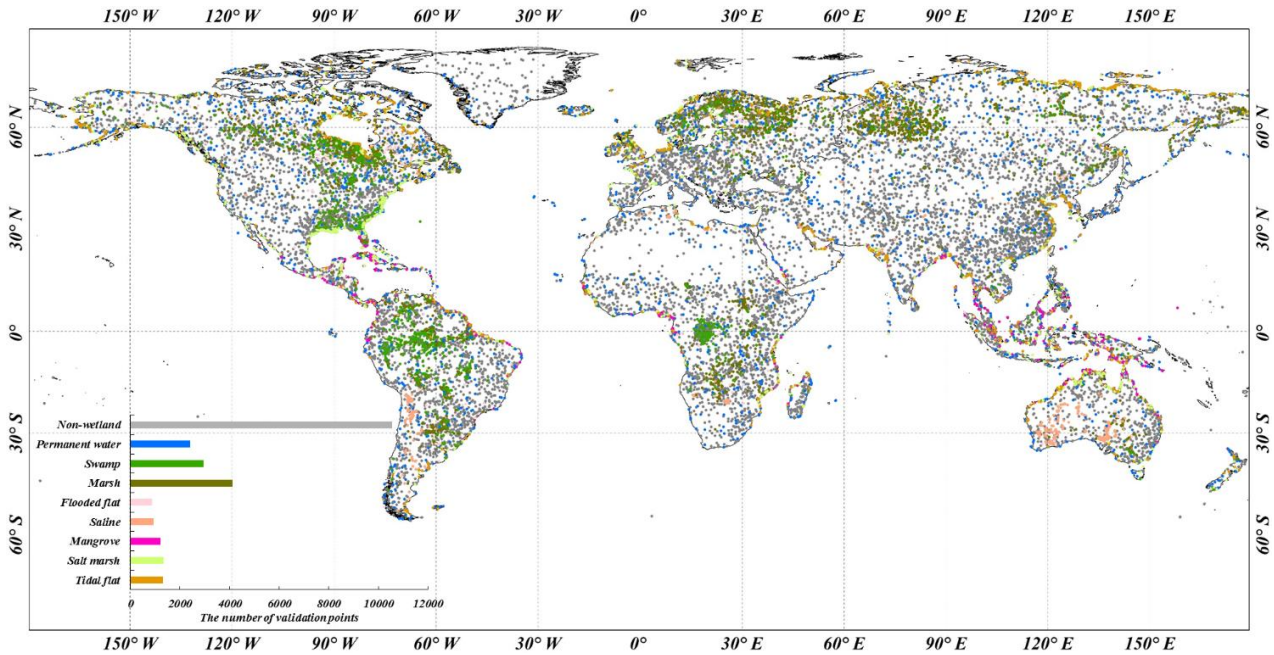 150° W 120° W 90° W 60° W 30° W 0° 30° E 60° E 90° E 120° E 150° E
60° N 60° N
30° N 30° N
0° 0°
30° S 30° S
60° S 60° S
Non-wetland
Permanent water
Swamp
Marsh
Flooded flat
Saline
Mangrove
Salt marsh
Tidal flat
0 2000 4000 6000 8000 10000 12000
The number of validation points
150° W 120° W 90° W 60° W 30° W 0° 30° E 60° E 90° E 120° E 150° E